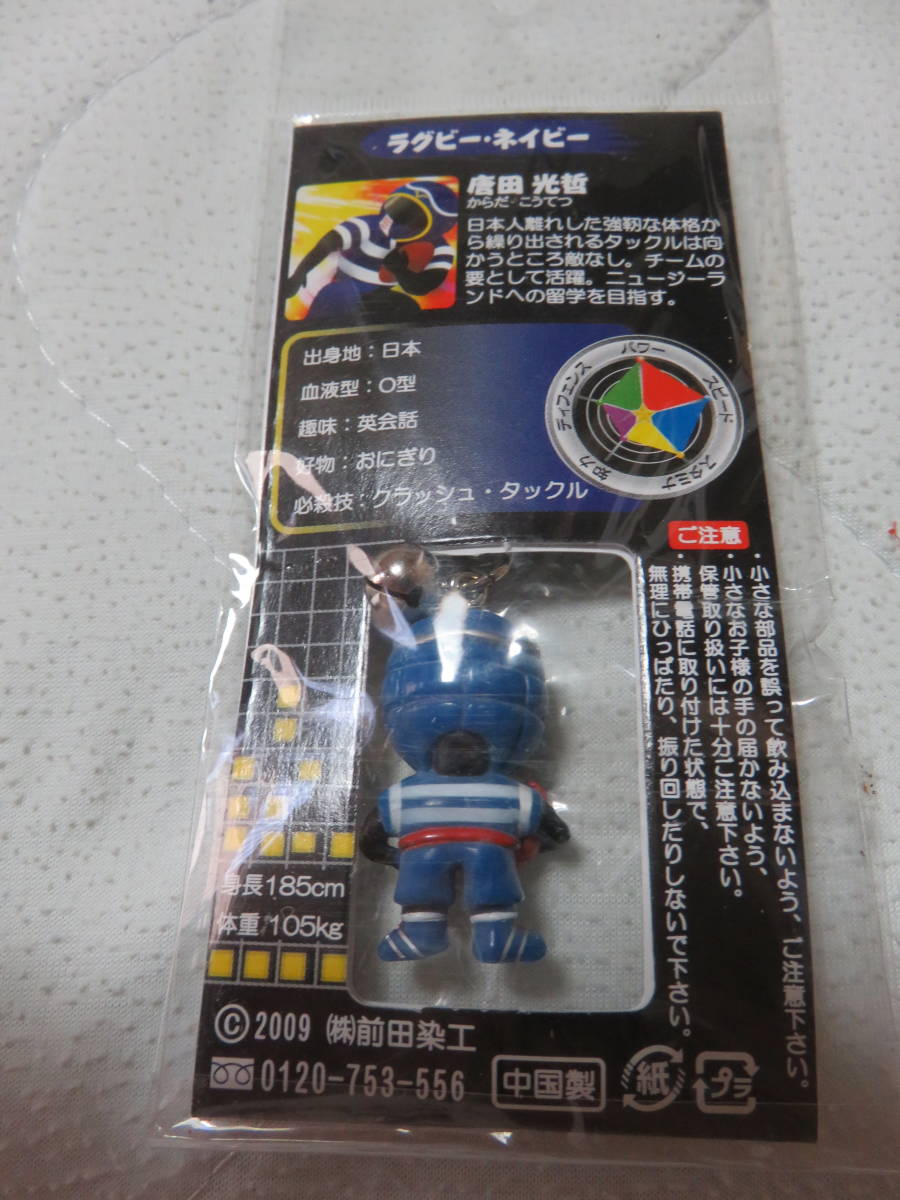 ラグビー・ネイビー
唐田 光哲
からだ こうてつ
日本人離れした強靭な体格か
ら繰り出されるタックルは向
かうところ敵なし。チームの
要として活躍。ニュージーラ
ンドへの留学を目指す。
出身地:日本
血液型:O型
趣味:英会話
好物:おにぎり
必殺技:クラッシュ・タックル
パワー
スピード
スタミナ
知力
ディフェンス
ご注意
・小さな部品を誤って飲み込まないよう、ご注意下さい。
・小さなお子様の手の届かないよう、
保管取り扱いには十分ご注意下さい。
・携帯電話に取り付けた状態で、
無理にひっぱたり、振り回したりしないで下さい。
身長185cm
体重105kg
©2009 ㈱前田染工
0120-753-556
中国製
紙
プラ